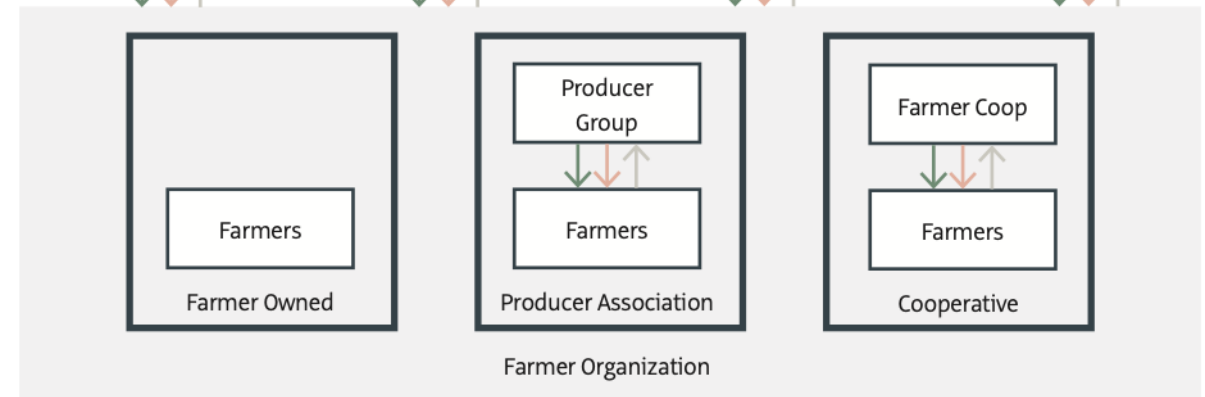 Producer
Group
Farmer Coop
Farmers
Farmers
Farmers
Farmer Owned
Producer Association
Cooperative
Farmer Organization